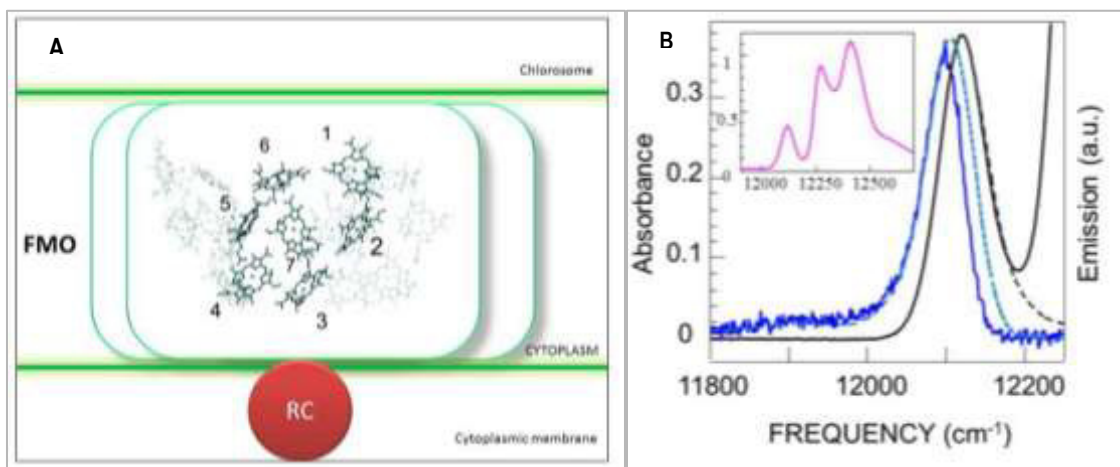 A
Chlorosome
6
1
5
FMO
2
4
3
CYTOPLASM
RC
Cytoplasmic membrane
B
Absorbance
0.3
0.2
0.1
0
1
0.5
0
12000
12250
12500
Emission (a.u.)
11800
12000
12200
FREQUENCY (cm⁻¹)